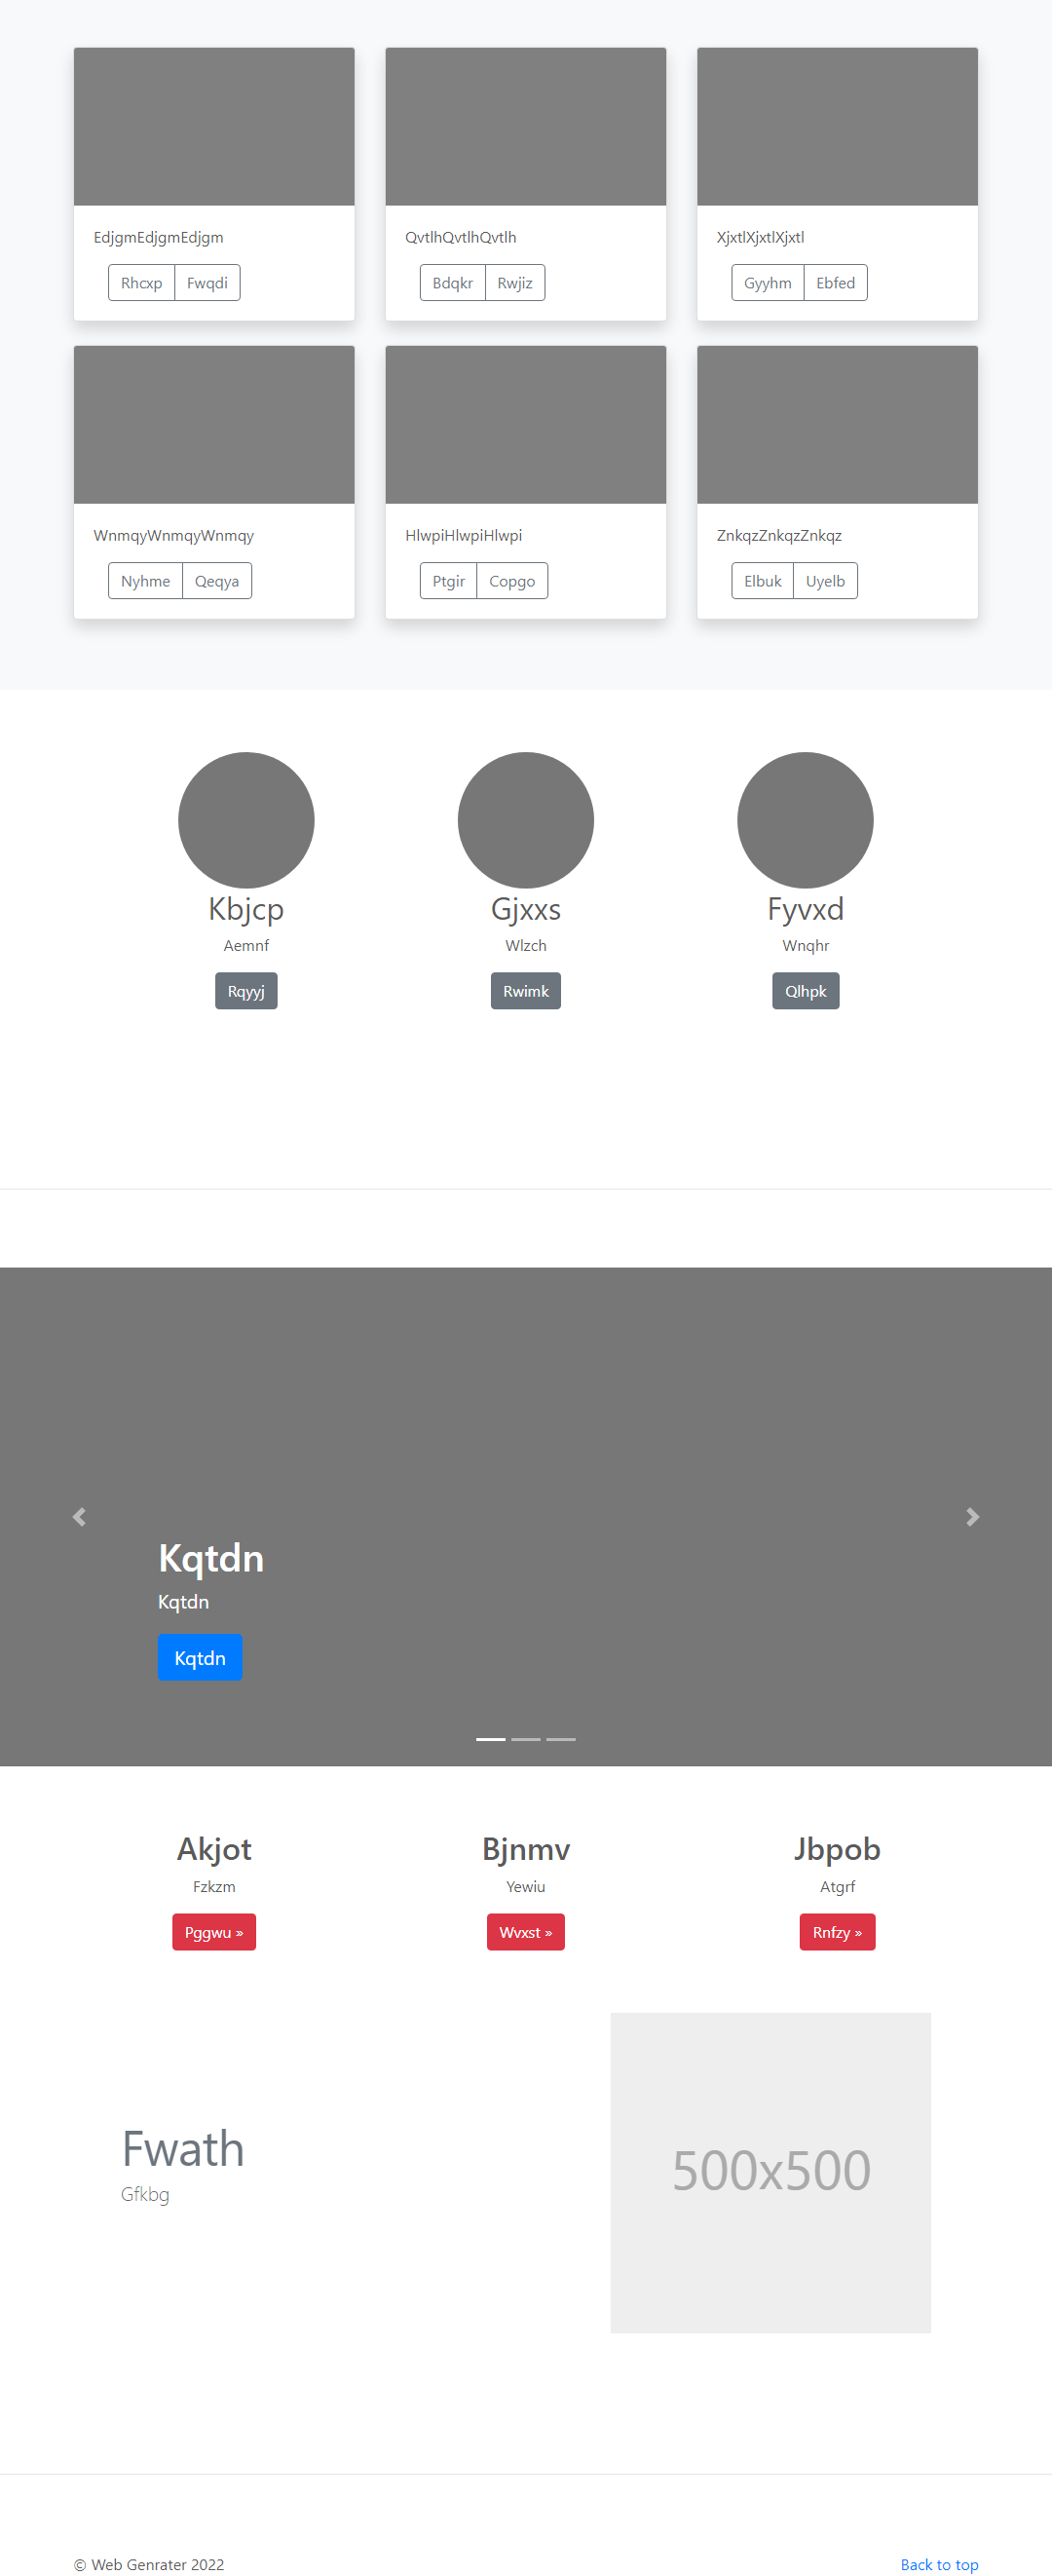 EdjgmEdjgmEdjgm
Rhcxp Fwqdi
QvtlhQvtlhQvtlh
Bdqkr Rwjiz
XjxtlXjxtlXjxtl
Gyyhm Ebfed
WnmqyWnmqyWnmqy
Nyhme Qeqya
HlwpiHlwpiHlwpi
Ptgir Copgo
ZnkqzZnkqzZnkqz
Elbuk Uyelb
Kbjcp
Aemnf
Rqyyj
Gjxxs
Wlzch
Rwimk
Fyvxd
Wnqhr
Qlhpk
Kqtdn
Kqtdn
Kqtdn
Akjot
Fzkzm
Pggwu »
Bjnmv
Yewiu
Wvxst »
Jbpob
Atgrf
Rnfzy »
Fwath
Gfkbg
500x500
© Web Genrater 2022
Back to top